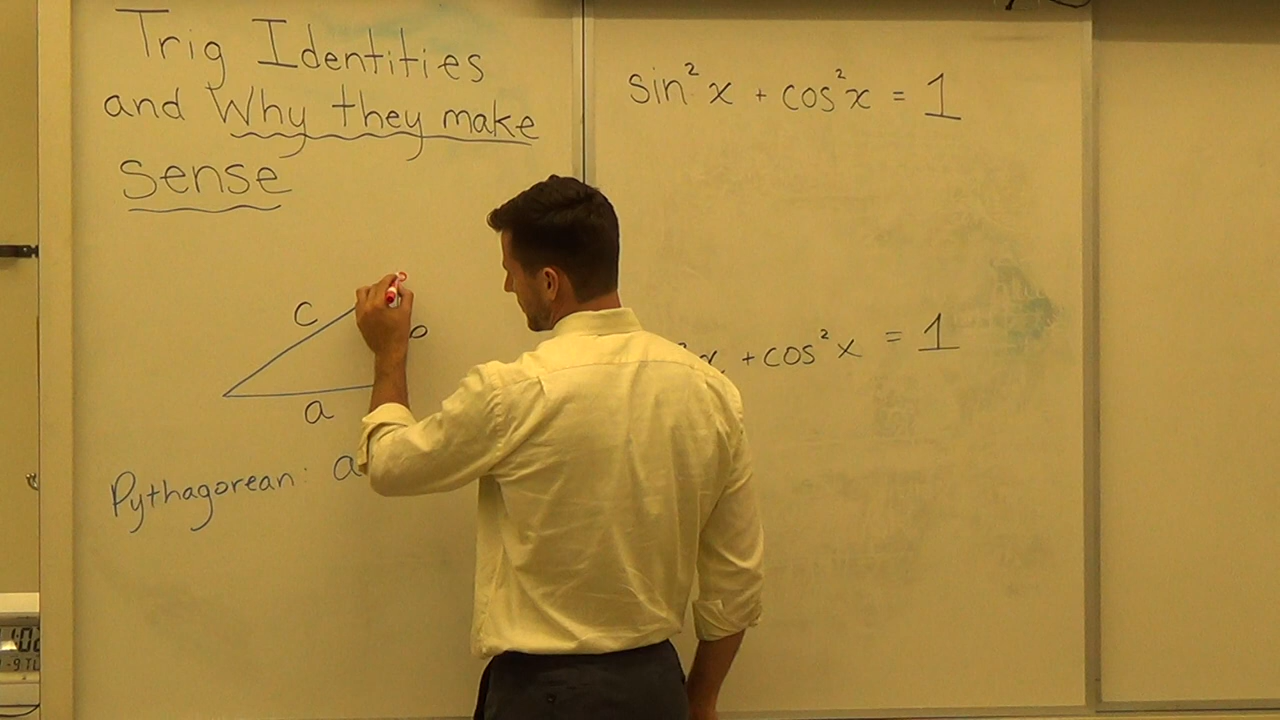 Trig Identities
and Why they make
sense
sin²x + cos²x = 1
c
b
a
Pythagorean: a
x + cos²x = 1